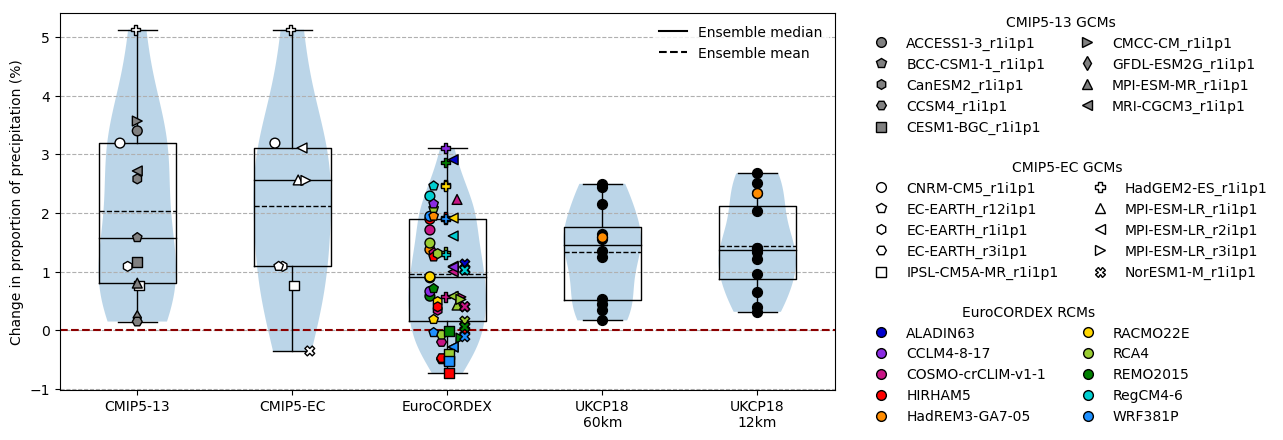 Change in proportion of precipitation (%)
5
4
3
2
1
0
−1
CMIP5-13
CMIP5-EC
EuroCORDEX
UKCP18
60km
UKCP18
12km
Ensemble median
Ensemble mean
CMIP5-13 GCMs
ACCESS1-3_r1i1p1
BCC-CSM1-1_r1i1p1
CanESM2_r1i1p1
CCSM4_r1i1p1
CESM1-BGC_r1i1p1
CMCC-CM_r1i1p1
GFDL-ESM2G_r1i1p1
MPI-ESM-MR_r1i1p1
MRI-CGCM3_r1i1p1
CMIP5-EC GCMs
CNRM-CM5_r1i1p1
EC-EARTH_r12i1p1
EC-EARTH_r1i1p1
EC-EARTH_r3i1p1
IPSL-CM5A-MR_r1i1p1
HadGEM2-ES_r1i1p1
MPI-ESM-LR_r1i1p1
MPI-ESM-LR_r2i1p1
MPI-ESM-LR_r3i1p1
NorESM1-M_r1i1p1
EuroCORDEX RCMs
ALADIN63
CCLM4-8-17
COSMO-crCLIM-v1-1
HIRHAM5
HadREM3-GA7-05
RACMO22E
RCA4
REMO2015
RegCM4-6
WRF381P